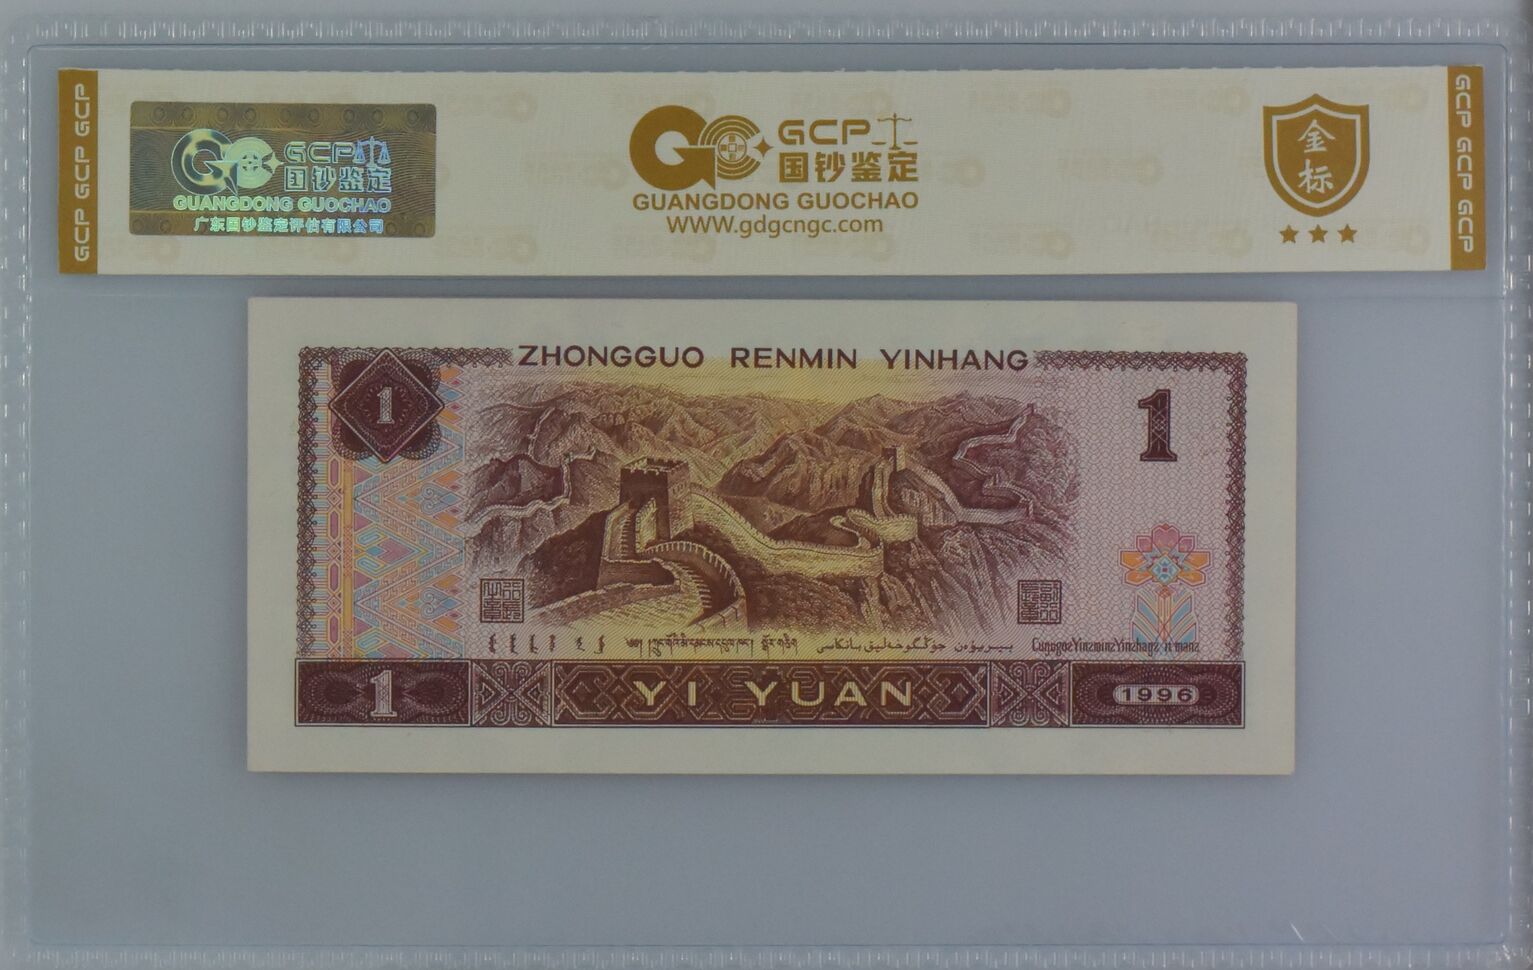 GCP GCP GCP
GCP
国钞鉴定
GUANGDONG GUOCHAO
广东国钞鉴定评估有限公司
GCP
国钞鉴定
GUANGDONG GUOCHAO
WWW.gdgcngc.com
金标
GCP GCP GCP
ZHONGGUO RENMIN YINHANG
1
1
1
YI YUAN
1996